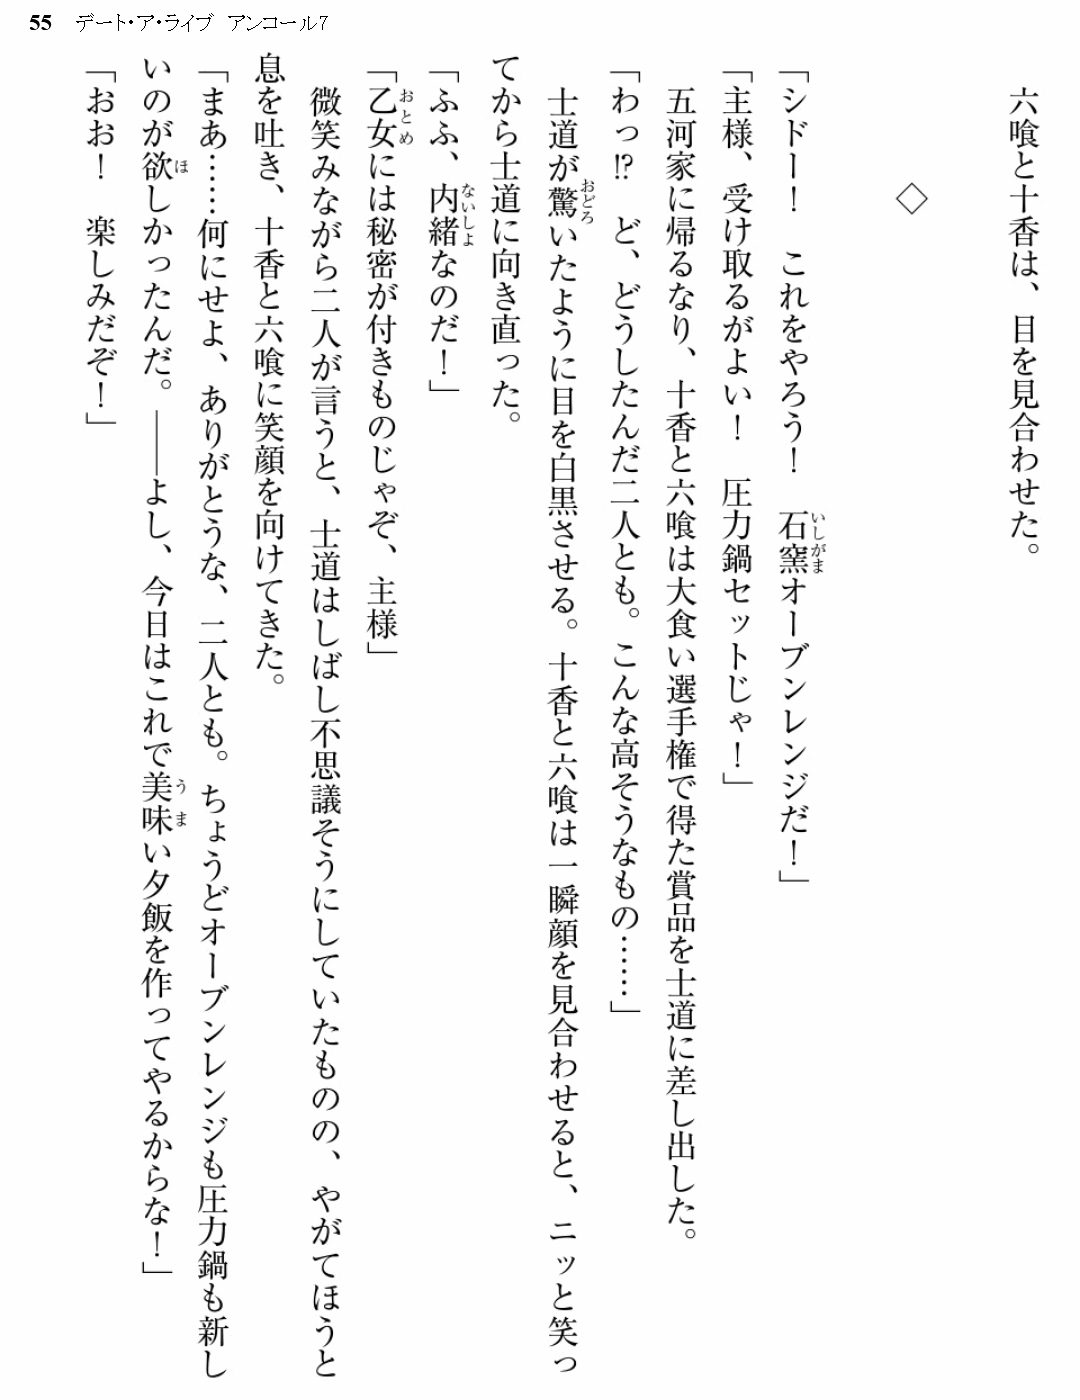 55 デート・ア・ライブ アンコール7
六喰と十香は、目を見合わせた。
◇
「シドー！　これをやろう！　石窯オーブンレンジだ！」
「主様、受け取るがよい！　圧力鍋セットじゃ！」
五河家に帰るなり、十香と六喰は大食い選手権で得た賞品を士道に差し出した。
「わっ⁉　ど、どうしたんだ二人とも。こんな高そうなもの……」
士道が驚いたように目を白黒させる。十香と六喰は一瞬顔を見合わせると、ニッと笑っ
てから士道に向き直った。
「ふふ、内緒なのだ！」
「乙女には秘密が付きものじゃぞ、主様」
微笑みながら二人が言うと、士道はしばし不思議そうにしていたものの、やがてほうと
息を吐き、十香と六喰に笑顔を向けてきた。
「まあ……何にせよ、ありがとうな、二人とも。ちょうどオーブンレンジも圧力鍋も新し
いのが欲しかったんだ。――よし、今日はこれで美味い夕飯を作ってやるからな！」
「おお！　楽しみだぞ！」